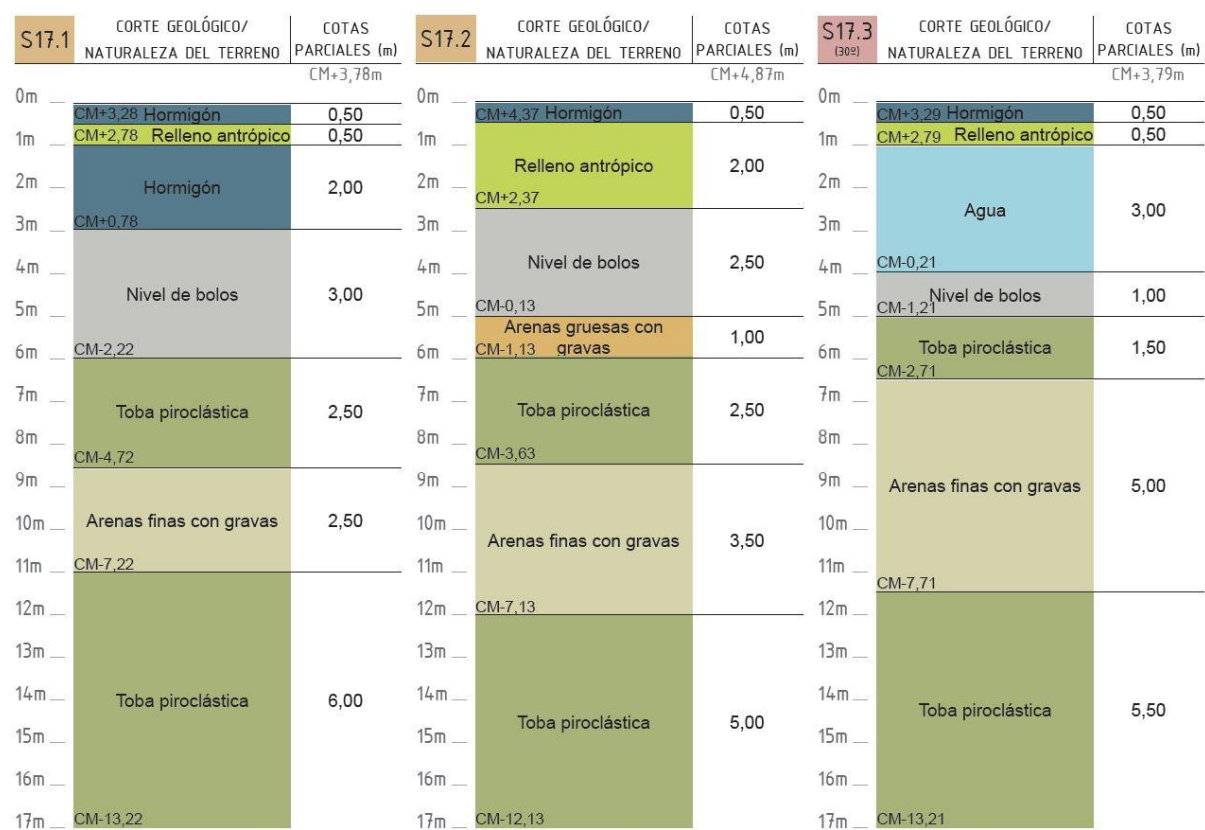 S17.1
CORTE GEOLÓGICO/
NATURALEZA DEL TERRENO
COTAS
PARCIALES (m)
CM+3,78m
0m
CM+3,28 Hormigón 0,50
1m CM+2,78 Relleno antrópico 0,50
2m Hormigón 2,00
3m CM+0,78
4m
Nivel de bolos 3,00
5m
6m CM-2,22
7m
Toba piroclástica 2,50
8m
CM-4,72
9m
10m Arenas finas con gravas 2,50
11m CM-7,22
12m
13m
14m Toba piroclástica 6,00
15m
16m
17m CM-13,22
S17.2
CORTE GEOLÓGICO/
NATURALEZA DEL TERRENO
COTAS
PARCIALES (m)
CM+4,87m
0m
CM+4,37 Hormigón 0,50
1m
Relleno antrópico 2,00
2m
CM+2,37
3m
4m Nivel de bolos 2,50
5m CM-0,13
Arenas gruesas con
6m CM-1,13 gravas 1,00
7m
Toba piroclástica 2,50
8m
CM-3,63
9m
10m
Arenas finas con gravas 3,50
11m
12m CM-7,13
13m
14m
Toba piroclástica 5,00
15m
16m
17m CM-12,13
S17.3
(30º)
CORTE GEOLÓGICO/
NATURALEZA DEL TERRENO
COTAS
PARCIALES (m)
CM+3,79m
0m
CM+3,29 Hormigón 0,50
1m CM+2,79 Relleno antrópico 0,50
2m
Agua 3,00
3m
4m CM-0,21
Nivel de bolos 1,00
5m CM-1,21
6m Toba piroclástica 1,50
CM-2,71
7m
8m
9m Arenas finas con gravas 5,00
10m
11m
CM-7,71
12m
13m
14m Toba piroclástica 5,50
15m
16m
17m CM-13,21